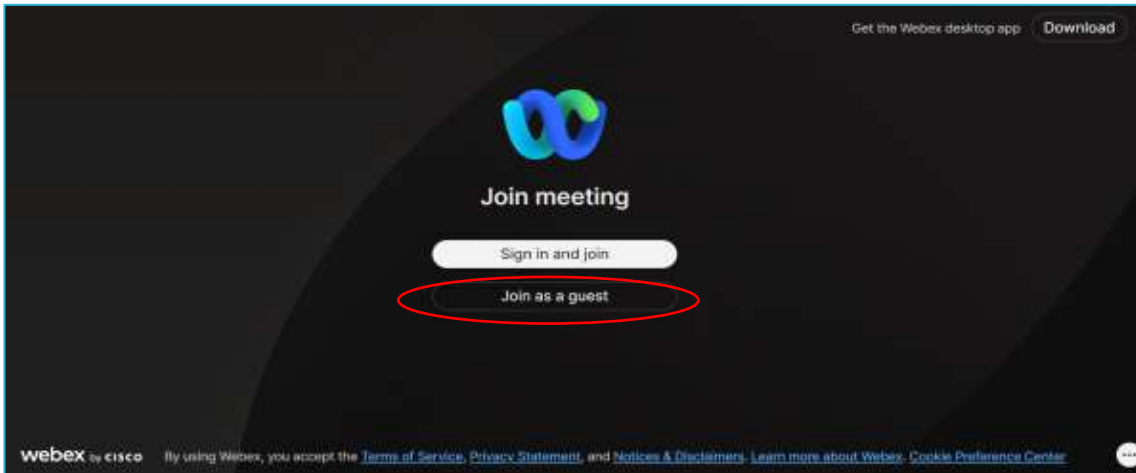 Get the Webex desktop app Download
Join meeting
Sign in and join
Join as a guest
webex by CISCO By using Webex, you accept the Terms of Service, Privacy Statement, and Notices & Disclaimers. Learn more about Webex. Cookie Preference Center